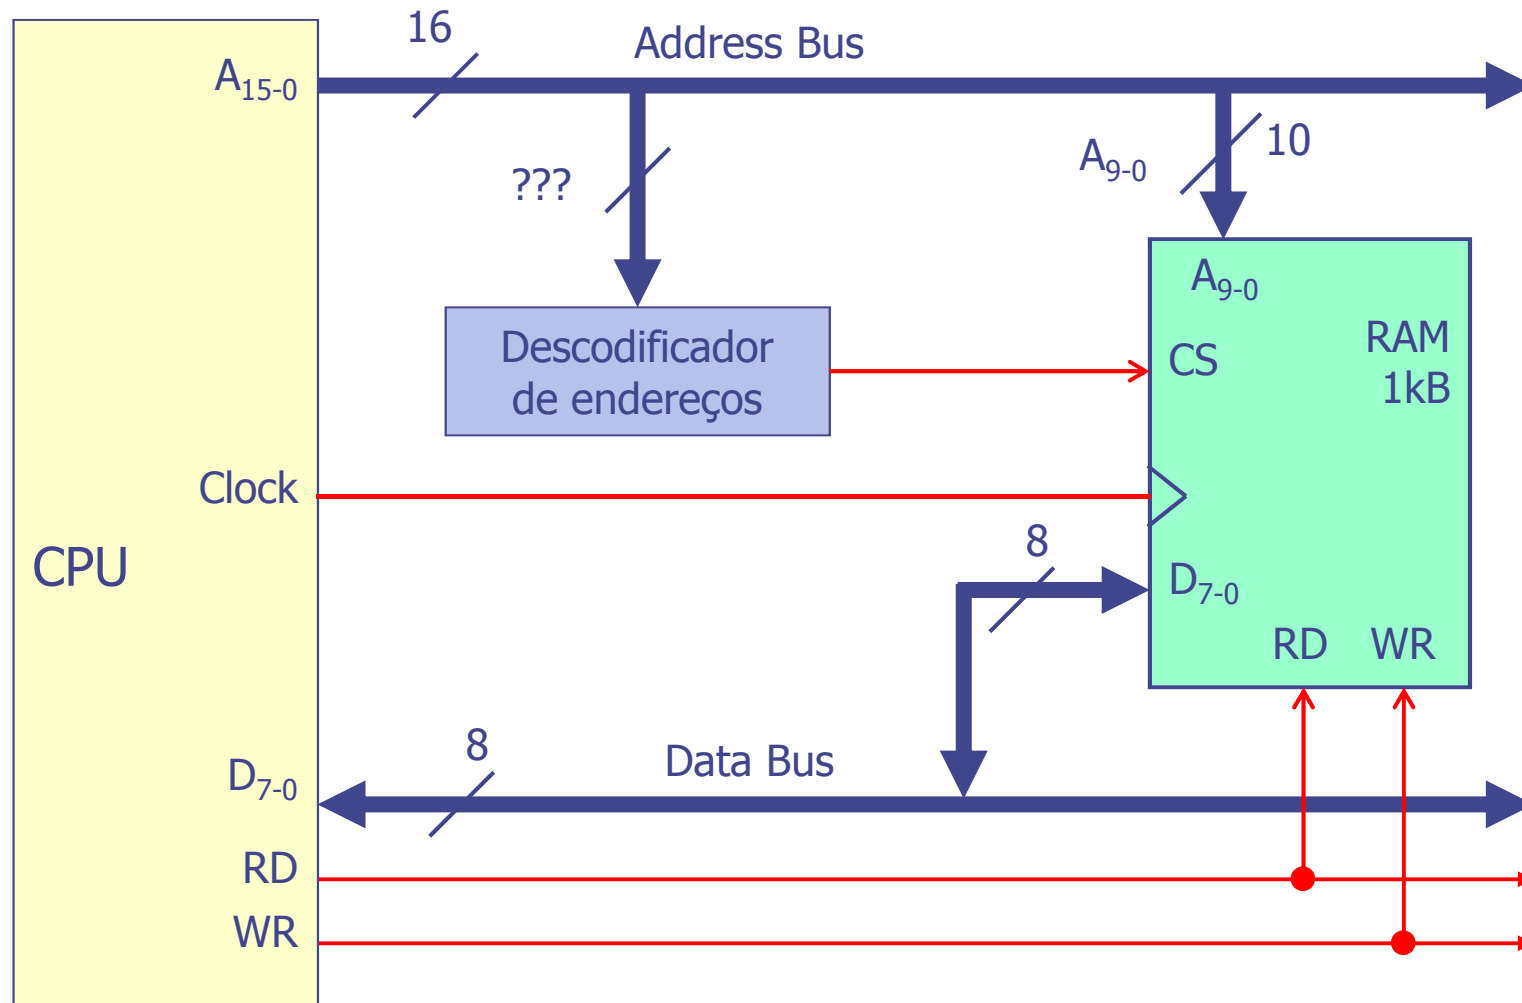 16
Address Bus
A15-0
???
A9-0
10
A9-0
Descodificador
de endereços
CS
RAM
1kB
Clock
CPU
8
D7-0
RD WR
8
Data Bus
D7-0
RD
WR